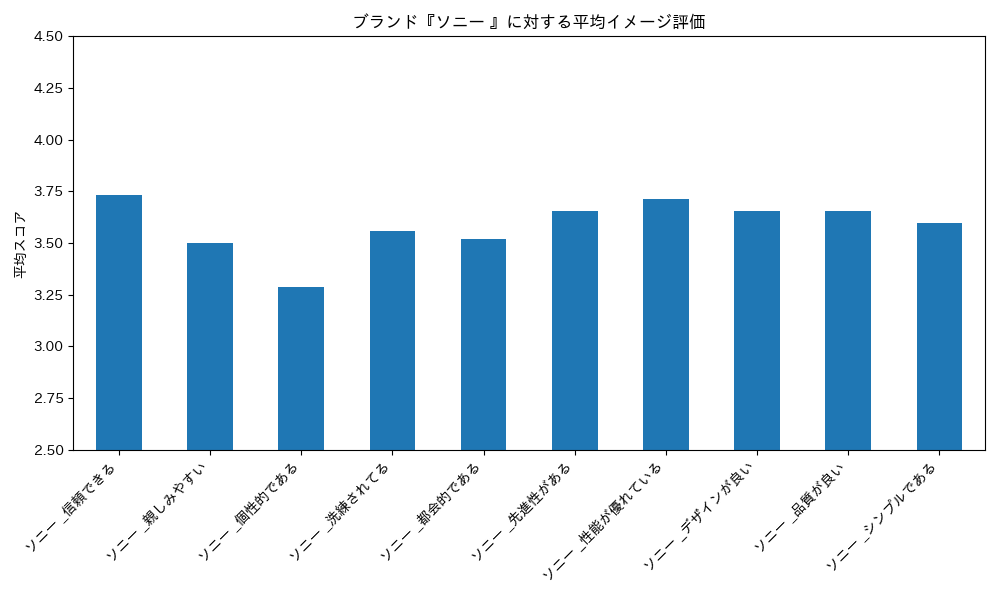 ブランド『ソニー 』に対する平均イメージ評価
平均スコア
4.50
4.25
4.00
3.75
3.50
3.25
3.00
2.75
2.50
ソニー _信頼できる
ソニー _親しみやすい
ソニー _個性的である
ソニー _洗練されてる
ソニー _都会的である
ソニー _先進性がある
ソニー _性能が優れている
ソニー _デザインが良い
ソニー _品質が良い
ソニー _シンプルである